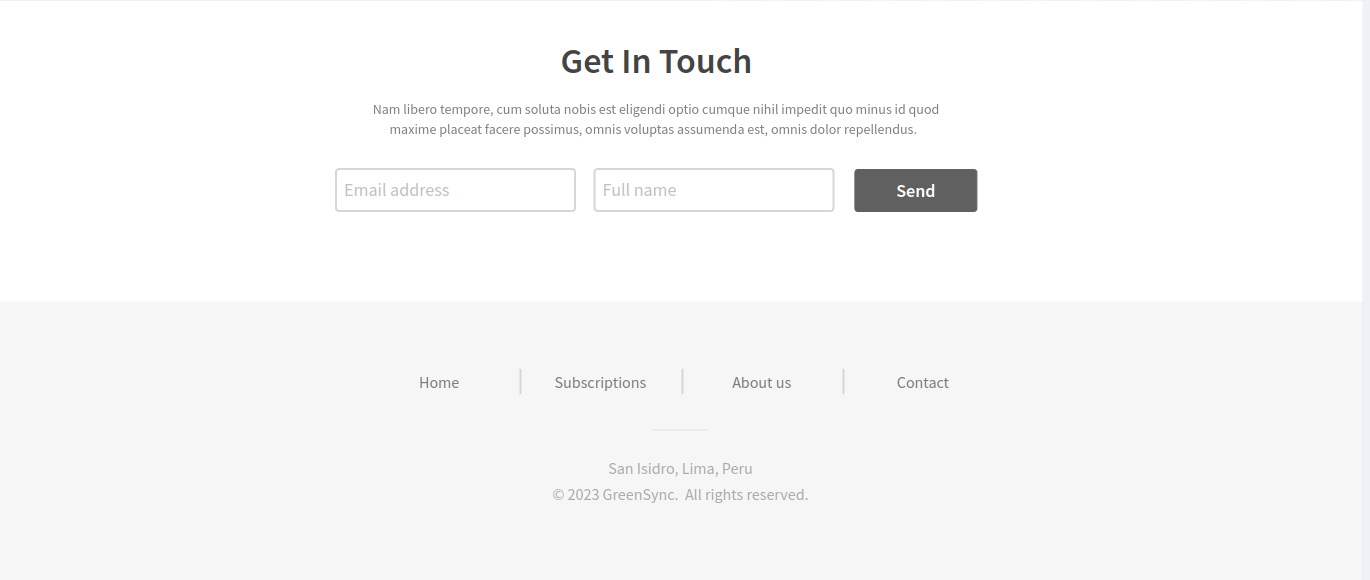 Get In Touch
Nam libero tempore, cum soluta nobis est eligendi optio cumque nihil impedit quo minus id quod
maxime placeat facere possimus, omnis voluptas assumenda est, omnis dolor repellendus.
Email address
Full name
Send
Home
Subscriptions
About us
Contact
San Isidro, Lima, Peru
© 2023 GreenSync.  All rights reserved.